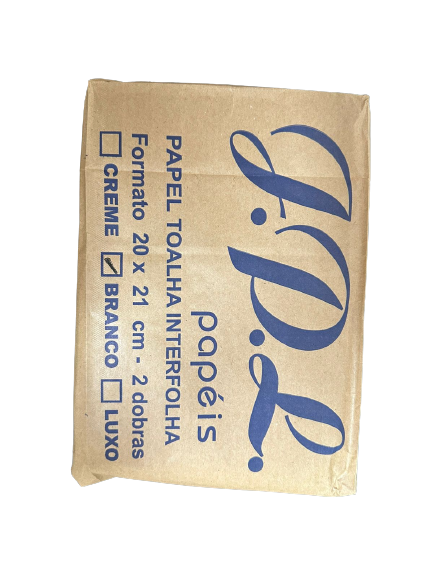 J.P.L.
papéis
PAPEL TOALHA INTERFOLHA
Formato 20 x 21 cm - 2 dobras
CREME BRANCO LUXO